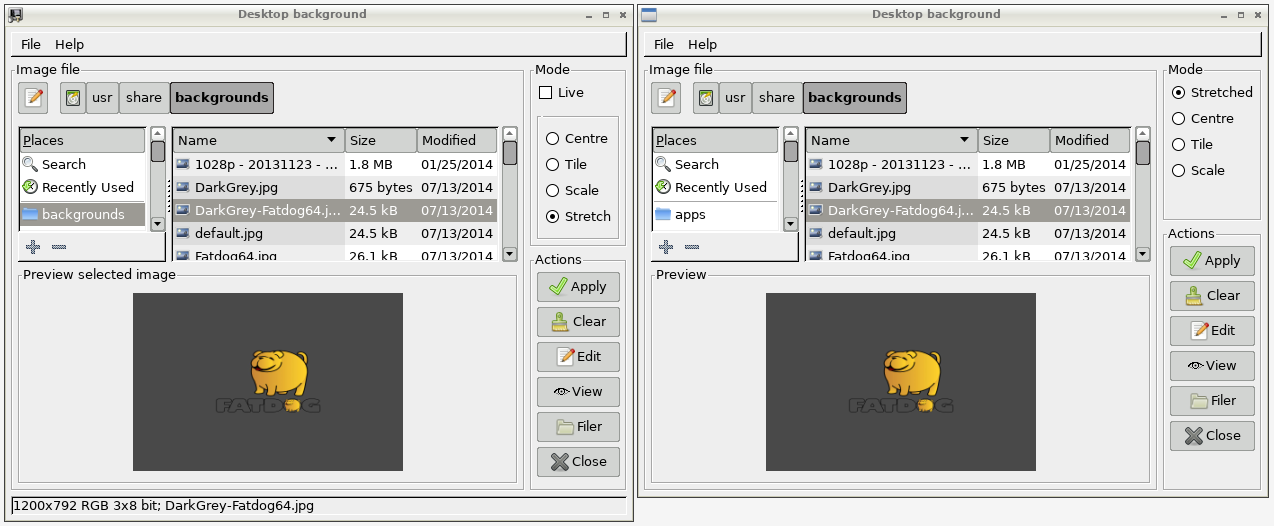 Desktop background
File Help
Image file
usr share backgrounds
Places
Search
Recently Used
backgrounds
Name Size Modified
1028p - 20131123 - ... 1.8 MB 01/25/2014
DarkGrey.jpg 675 bytes 07/13/2014
DarkGrey-Fatdog64.j... 24.5 kB 07/13/2014
default.jpg 24.5 kB 07/13/2014
Fatdog64.jpg 26.1 kB 07/13/2014
Preview selected image
FATDOG
Mode
Live
Centre
Tile
Scale
Stretch
Actions
Apply
Clear
Edit
View
Filer
Close
1200x792 RGB 3x8 bit; DarkGrey-Fatdog64.jpg
Desktop background
File Help
Image file
usr share backgrounds
Places
Search
Recently Used
apps
Name Size Modified
1028p - 20131123 - ... 1.8 MB 01/25/2014
DarkGrey.jpg 675 bytes 07/13/2014
DarkGrey-Fatdog64.j... 24.5 kB 07/13/2014
default.jpg 24.5 kB 07/13/2014
Fatdog64.jpg 26.1 kB 07/13/2014
Preview
FATDOG
Mode
Stretched
Centre
Tile
Scale
Actions
Apply
Clear
Edit
View
Filer
Close